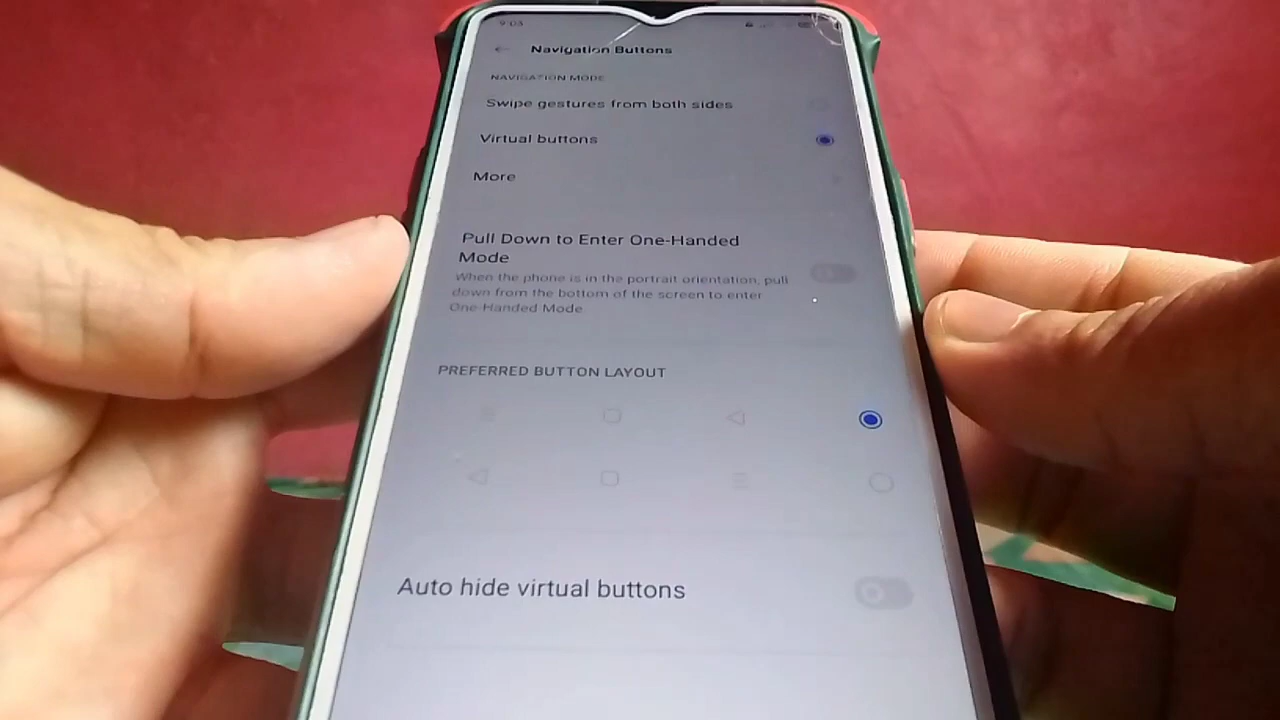 9:03
Navigation Buttons
NAVIGATION MODE
Swipe gestures from both sides
Virtual buttons
More
Pull Down to Enter One-Handed
Mode
When the phone is in the portrait orientation, pull
down from the bottom of the screen to enter
One-Handed Mode
PREFERRED BUTTON LAYOUT
Auto hide virtual buttons